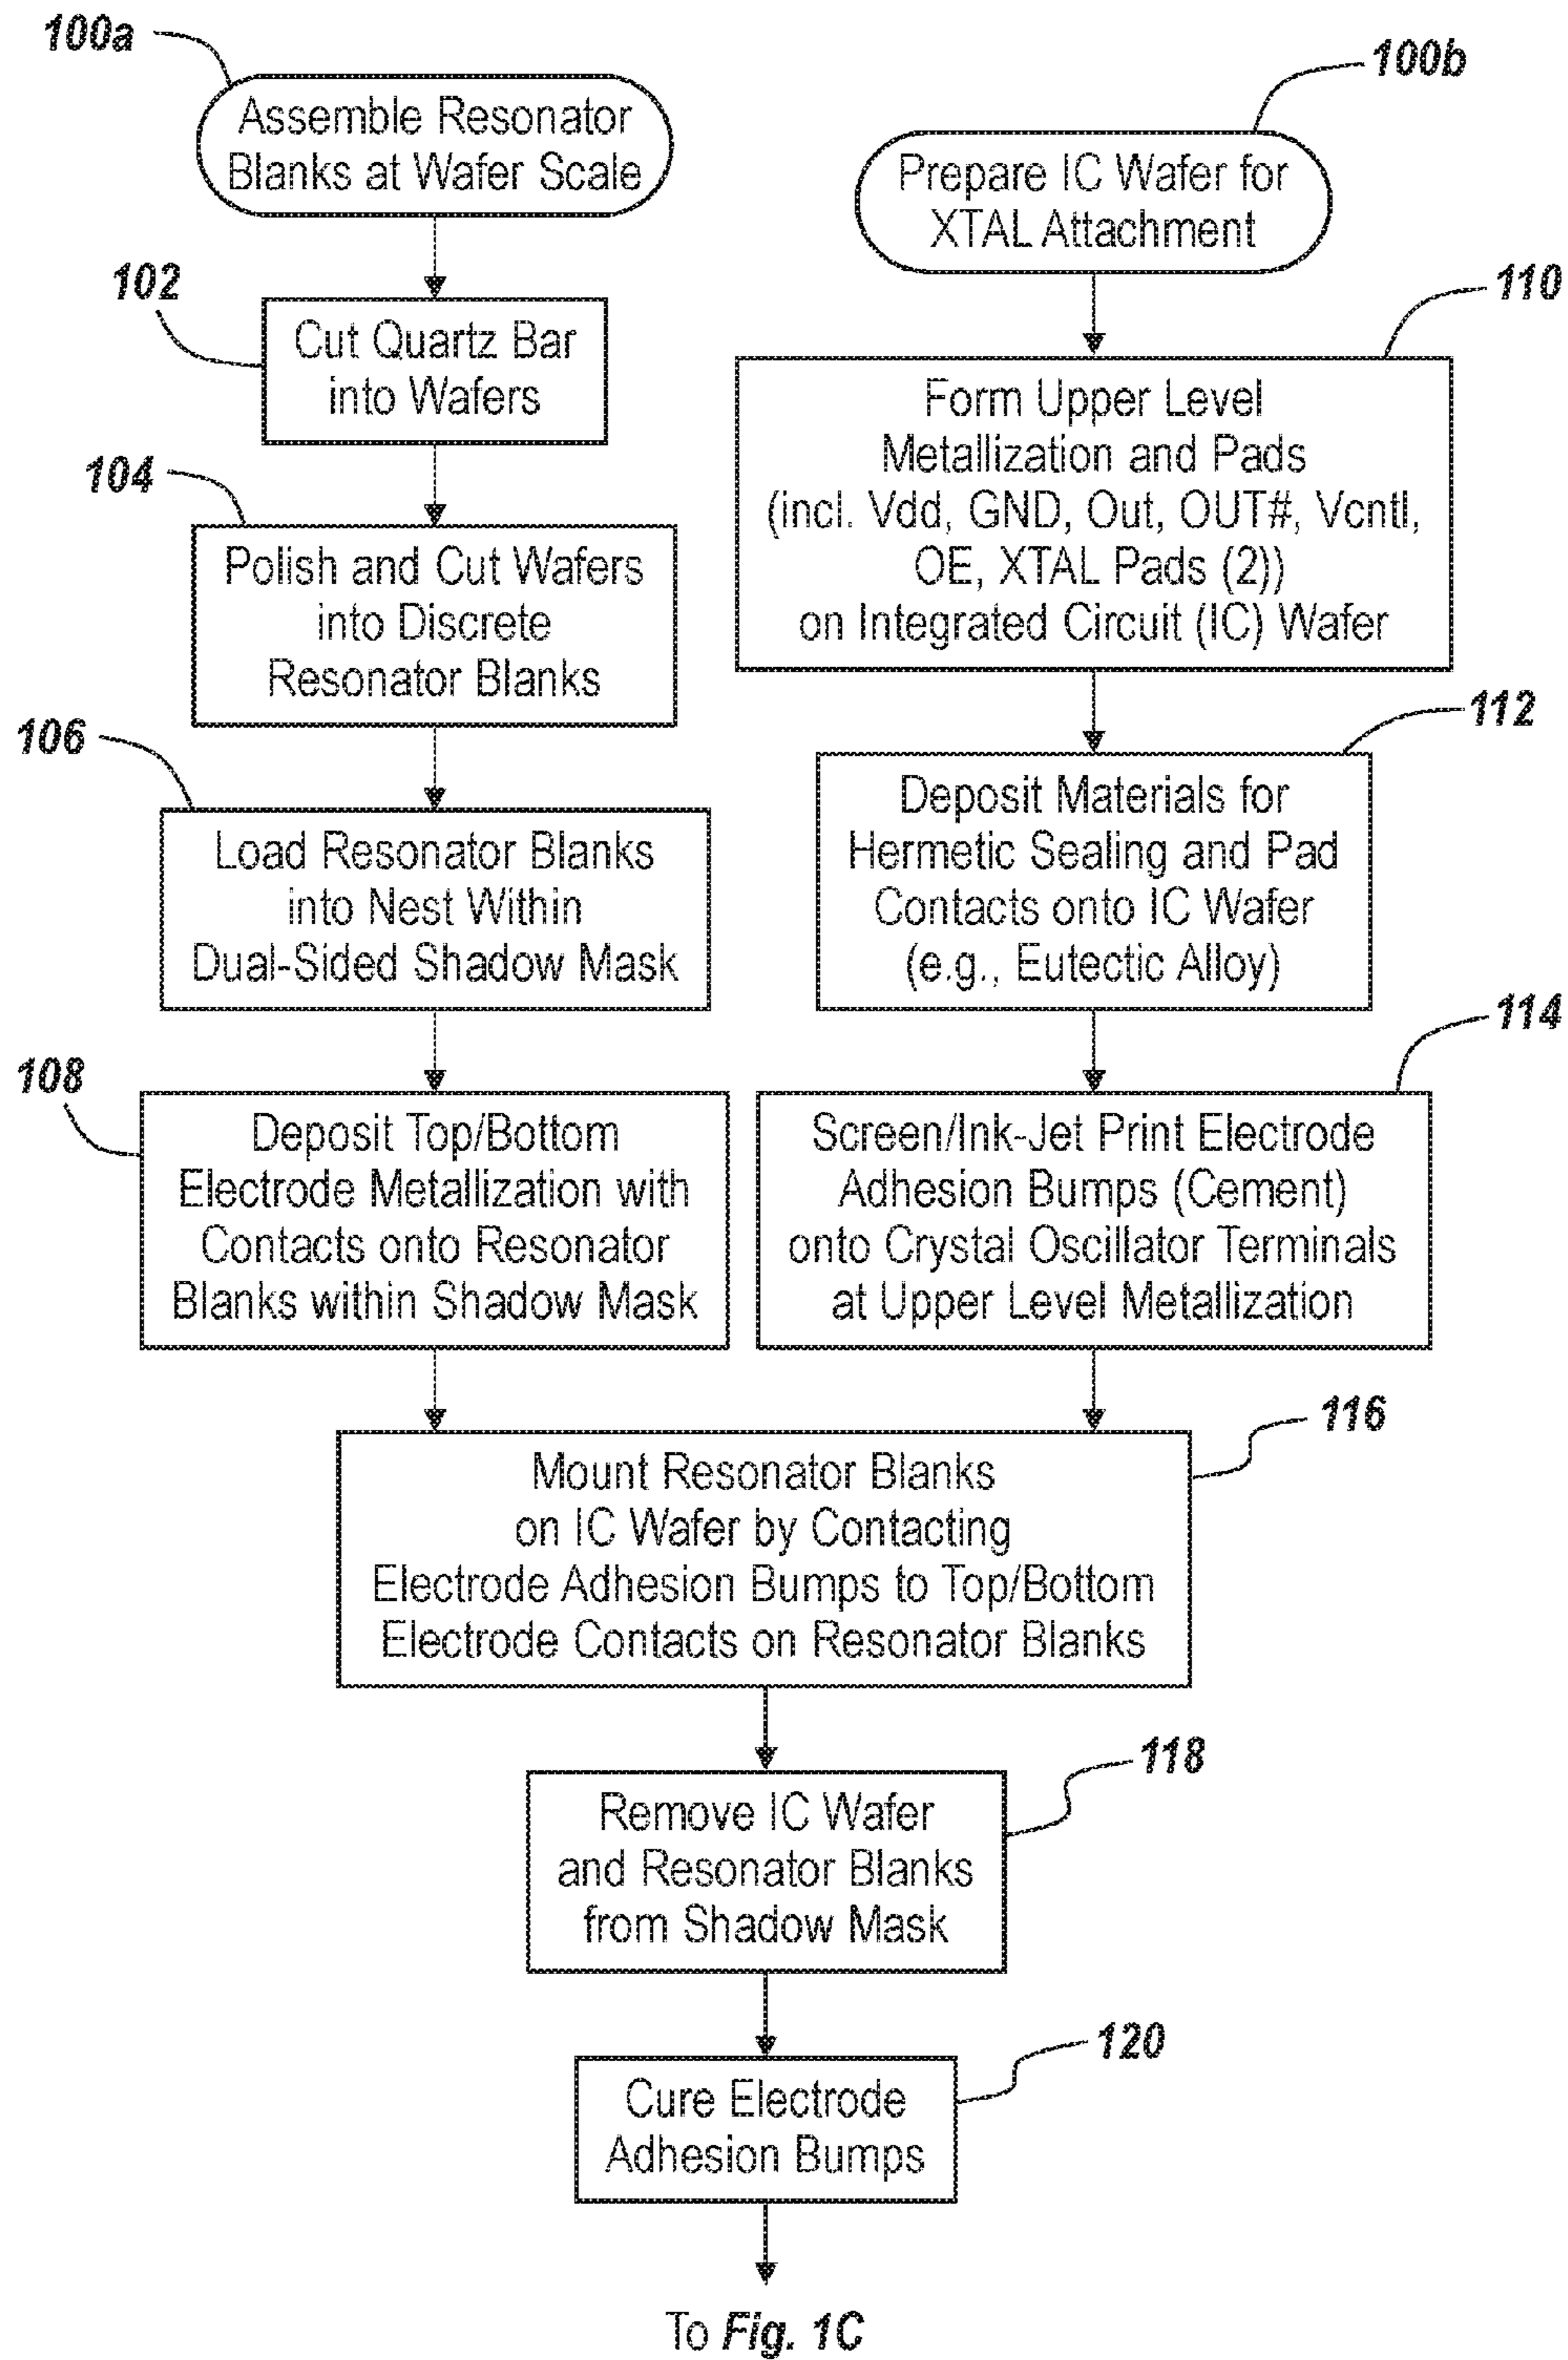 100a
Assemble Resonator
Blanks at Wafer Scale
102
Cut Quartz Bar
into Wafers
104
Polish and Cut Wafers
into Discrete
Resonator Blanks
106
Load Resonator Blanks
into Nest Within
Dual-Sided Shadow Mask
108
Deposit Top/Bottom
Electrode Metallization with
Contacts onto Resonator
Blanks within Shadow Mask
100b
Prepare IC Wafer for
XTAL Attachment
110
Form Upper Level
Metallization and Pads
(incl. Vdd, GND, Out, OUT#, Vcntl,
OE, XTAL Pads (2))
on Integrated Circuit (IC) Wafer
112
Deposit Materials for
Hermetic Sealing and Pad
Contacts onto IC Wafer
(e.g., Eutectic Alloy)
114
Screen/Ink-Jet Print Electrode
Adhesion Bumps (Cement)
onto Crystal Oscillator Terminals
at Upper Level Metallization
116
Mount Resonator Blanks
on IC Wafer by Contacting
Electrode Adhesion Bumps to Top/Bottom
Electrode Contacts on Resonator Blanks
118
Remove IC Wafer
and Resonator Blanks
from Shadow Mask
120
Cure Electrode
Adhesion Bumps
To Fig. 1C